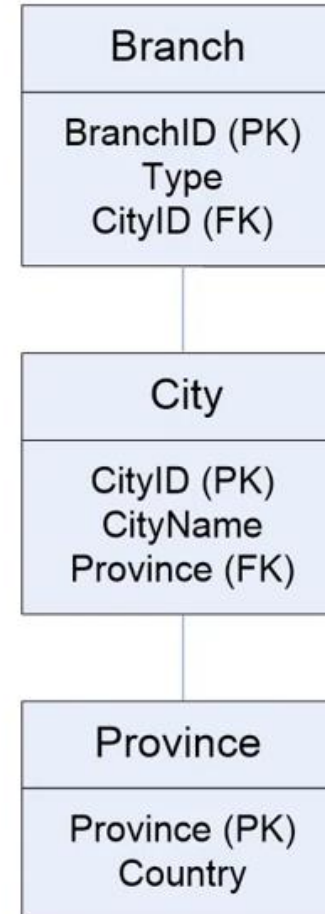 Branch
BranchID (PK)
Type
CityID (FK)
City
CityID (PK)
CityName
Province (FK)
Province
Province (PK)
Country